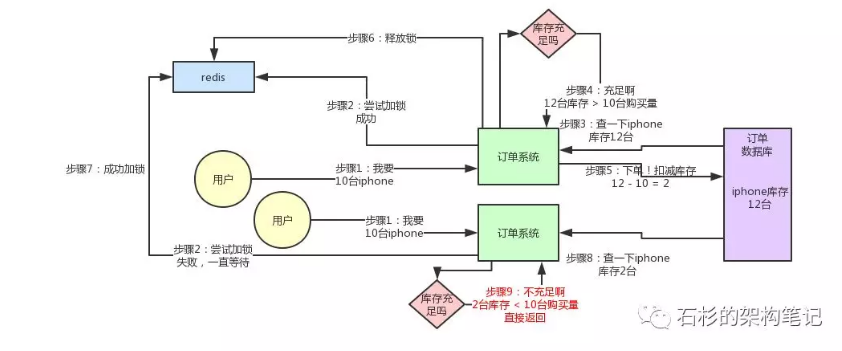 步骤6：释放锁
库存充
足吗
redis
步骤2：尝试加锁
成功
步骤4：充足啊
12台库存 > 10台购买量
步骤3：查一下iphone
库存12台
订单
数据库
iphone库存
12台
步骤7：成功加锁
用户
步骤1：我要
10台iphone
订单系统
步骤5：下单！扣减库存
12 - 10 = 2
用户
步骤1：我要
10台iphone
订单系统
步骤2：尝试加锁
失败，一直等待
步骤8：查一下iphone
库存2台
库存充
足吗
步骤9：不充足啊
2台库存 < 10台购买量
直接返回
石杉的架构笔记